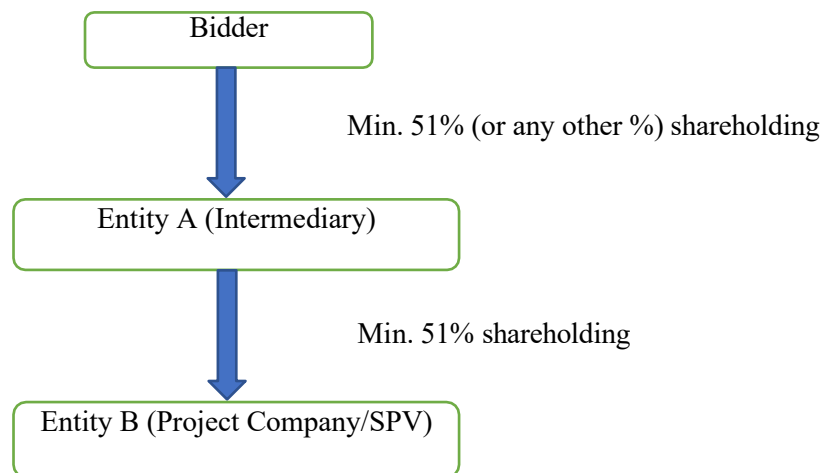 Bidder
Min. 51% (or any other %) shareholding
Entity A (Intermediary)
Min. 51% shareholding
Entity B (Project Company/SPV)